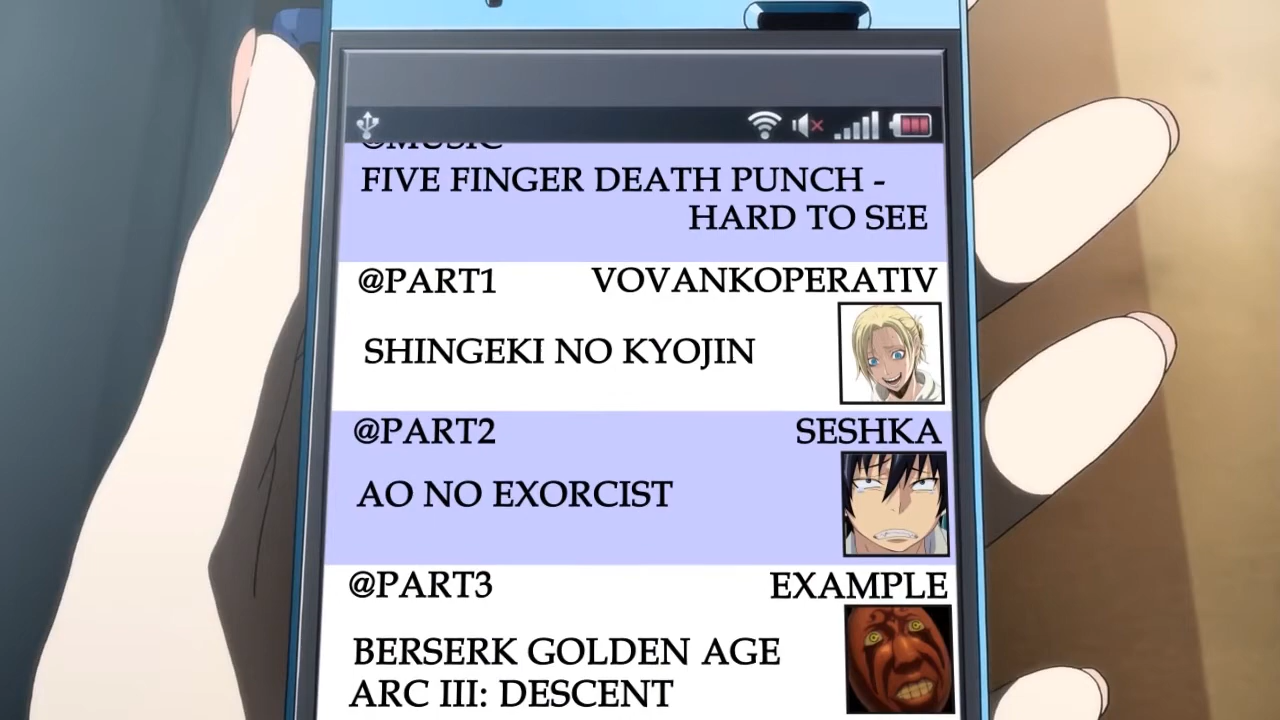 @MUSIC
FIVE FINGER DEATH PUNCH -
HARD TO SEE
@PART1 VOVANKOPERATIV
SHINGEKI NO KYOJIN
@PART2 SESHKA
AO NO EXORCIST
@PART3 EXAMPLE
BERSERK GOLDEN AGE
ARC III: DESCENT